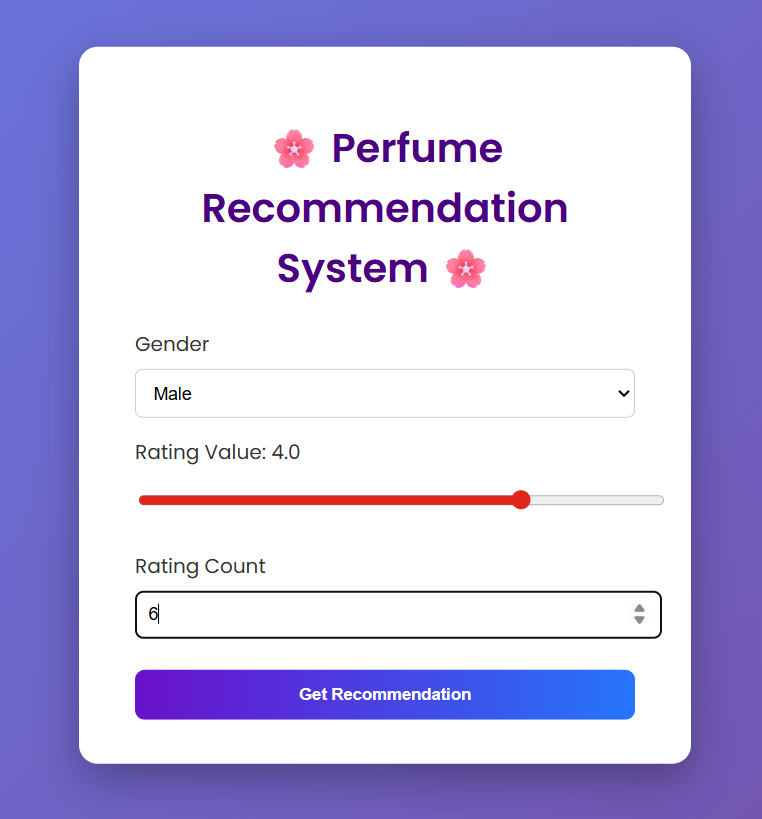 🌸 Perfume
Recommendation
System 🌸
Gender
Male
Rating Value: 4.0
Rating Count
6
Get Recommendation